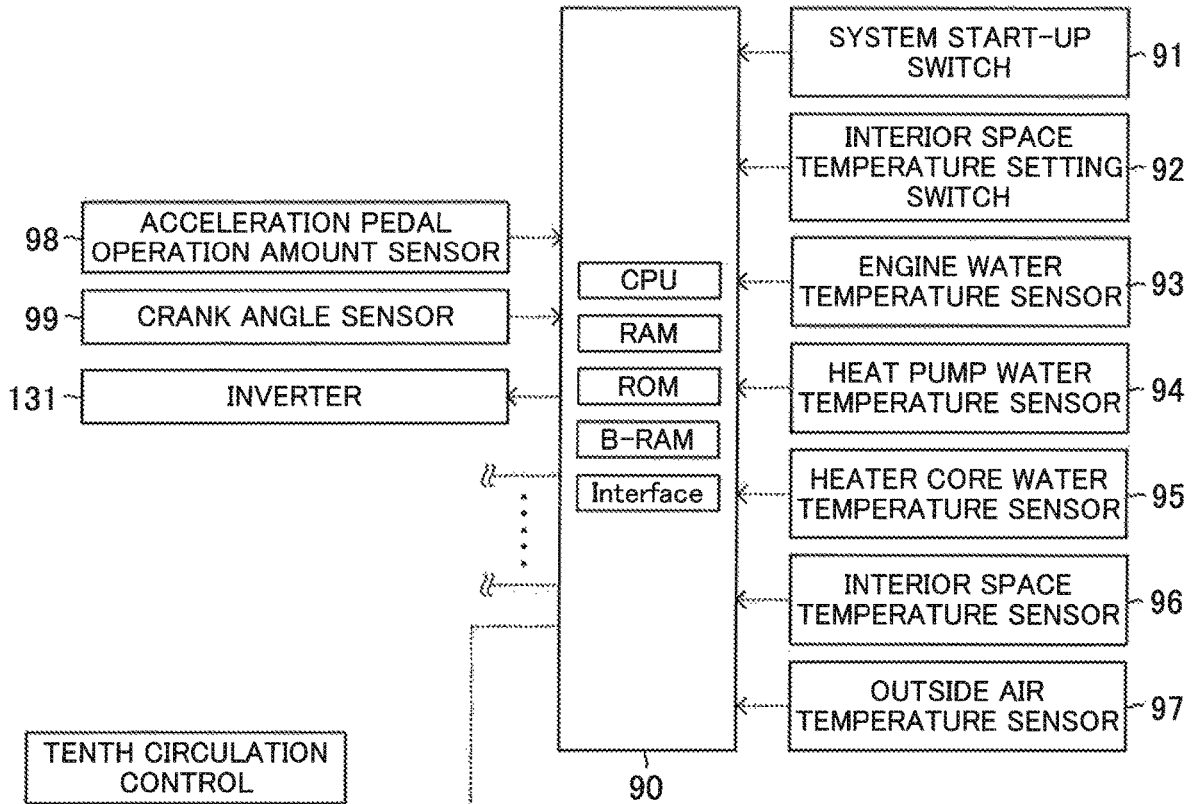 SYSTEM START-UP
SWITCH
91
INTERIOR SPACE
TEMPERATURE SETTING
SWITCH
92
98
ACCELERATION PEDAL
OPERATION AMOUNT SENSOR
CPU
ENGINE WATER
TEMPERATURE SENSOR
93
99
CRANK ANGLE SENSOR
RAM
131
INVERTER
ROM
HEAT PUMP WATER
TEMPERATURE SENSOR
94
B-RAM
Interface
HEATER CORE WATER
TEMPERATURE SENSOR
95
INTERIOR SPACE
TEMPERATURE SENSOR
96
OUTSIDE AIR
TEMPERATURE SENSOR
97
TENTH CIRCULATION
CONTROL
90